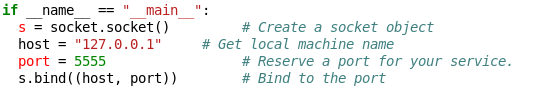 if __name__ == "__main__":
  s = socket.socket()         # Create a socket object
  host = "127.0.0.1"     # Get local machine name
  port = 5555                 # Reserve a port for your service.
  s.bind((host, port))        # Bind to the port